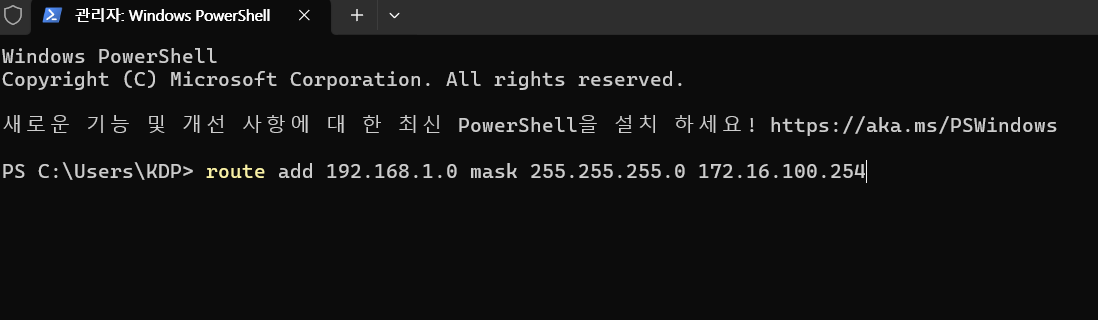 관리자: Windows PowerShell
Windows PowerShell
Copyright (C) Microsoft Corporation. All rights reserved.
새로운 기능 및 개선 사항에 대 한 최신 PowerShell을 설치 하세요! https://aka.ms/PSWindows
PS C:\Users\KDP> route add 192.168.1.0 mask 255.255.255.0 172.16.100.254